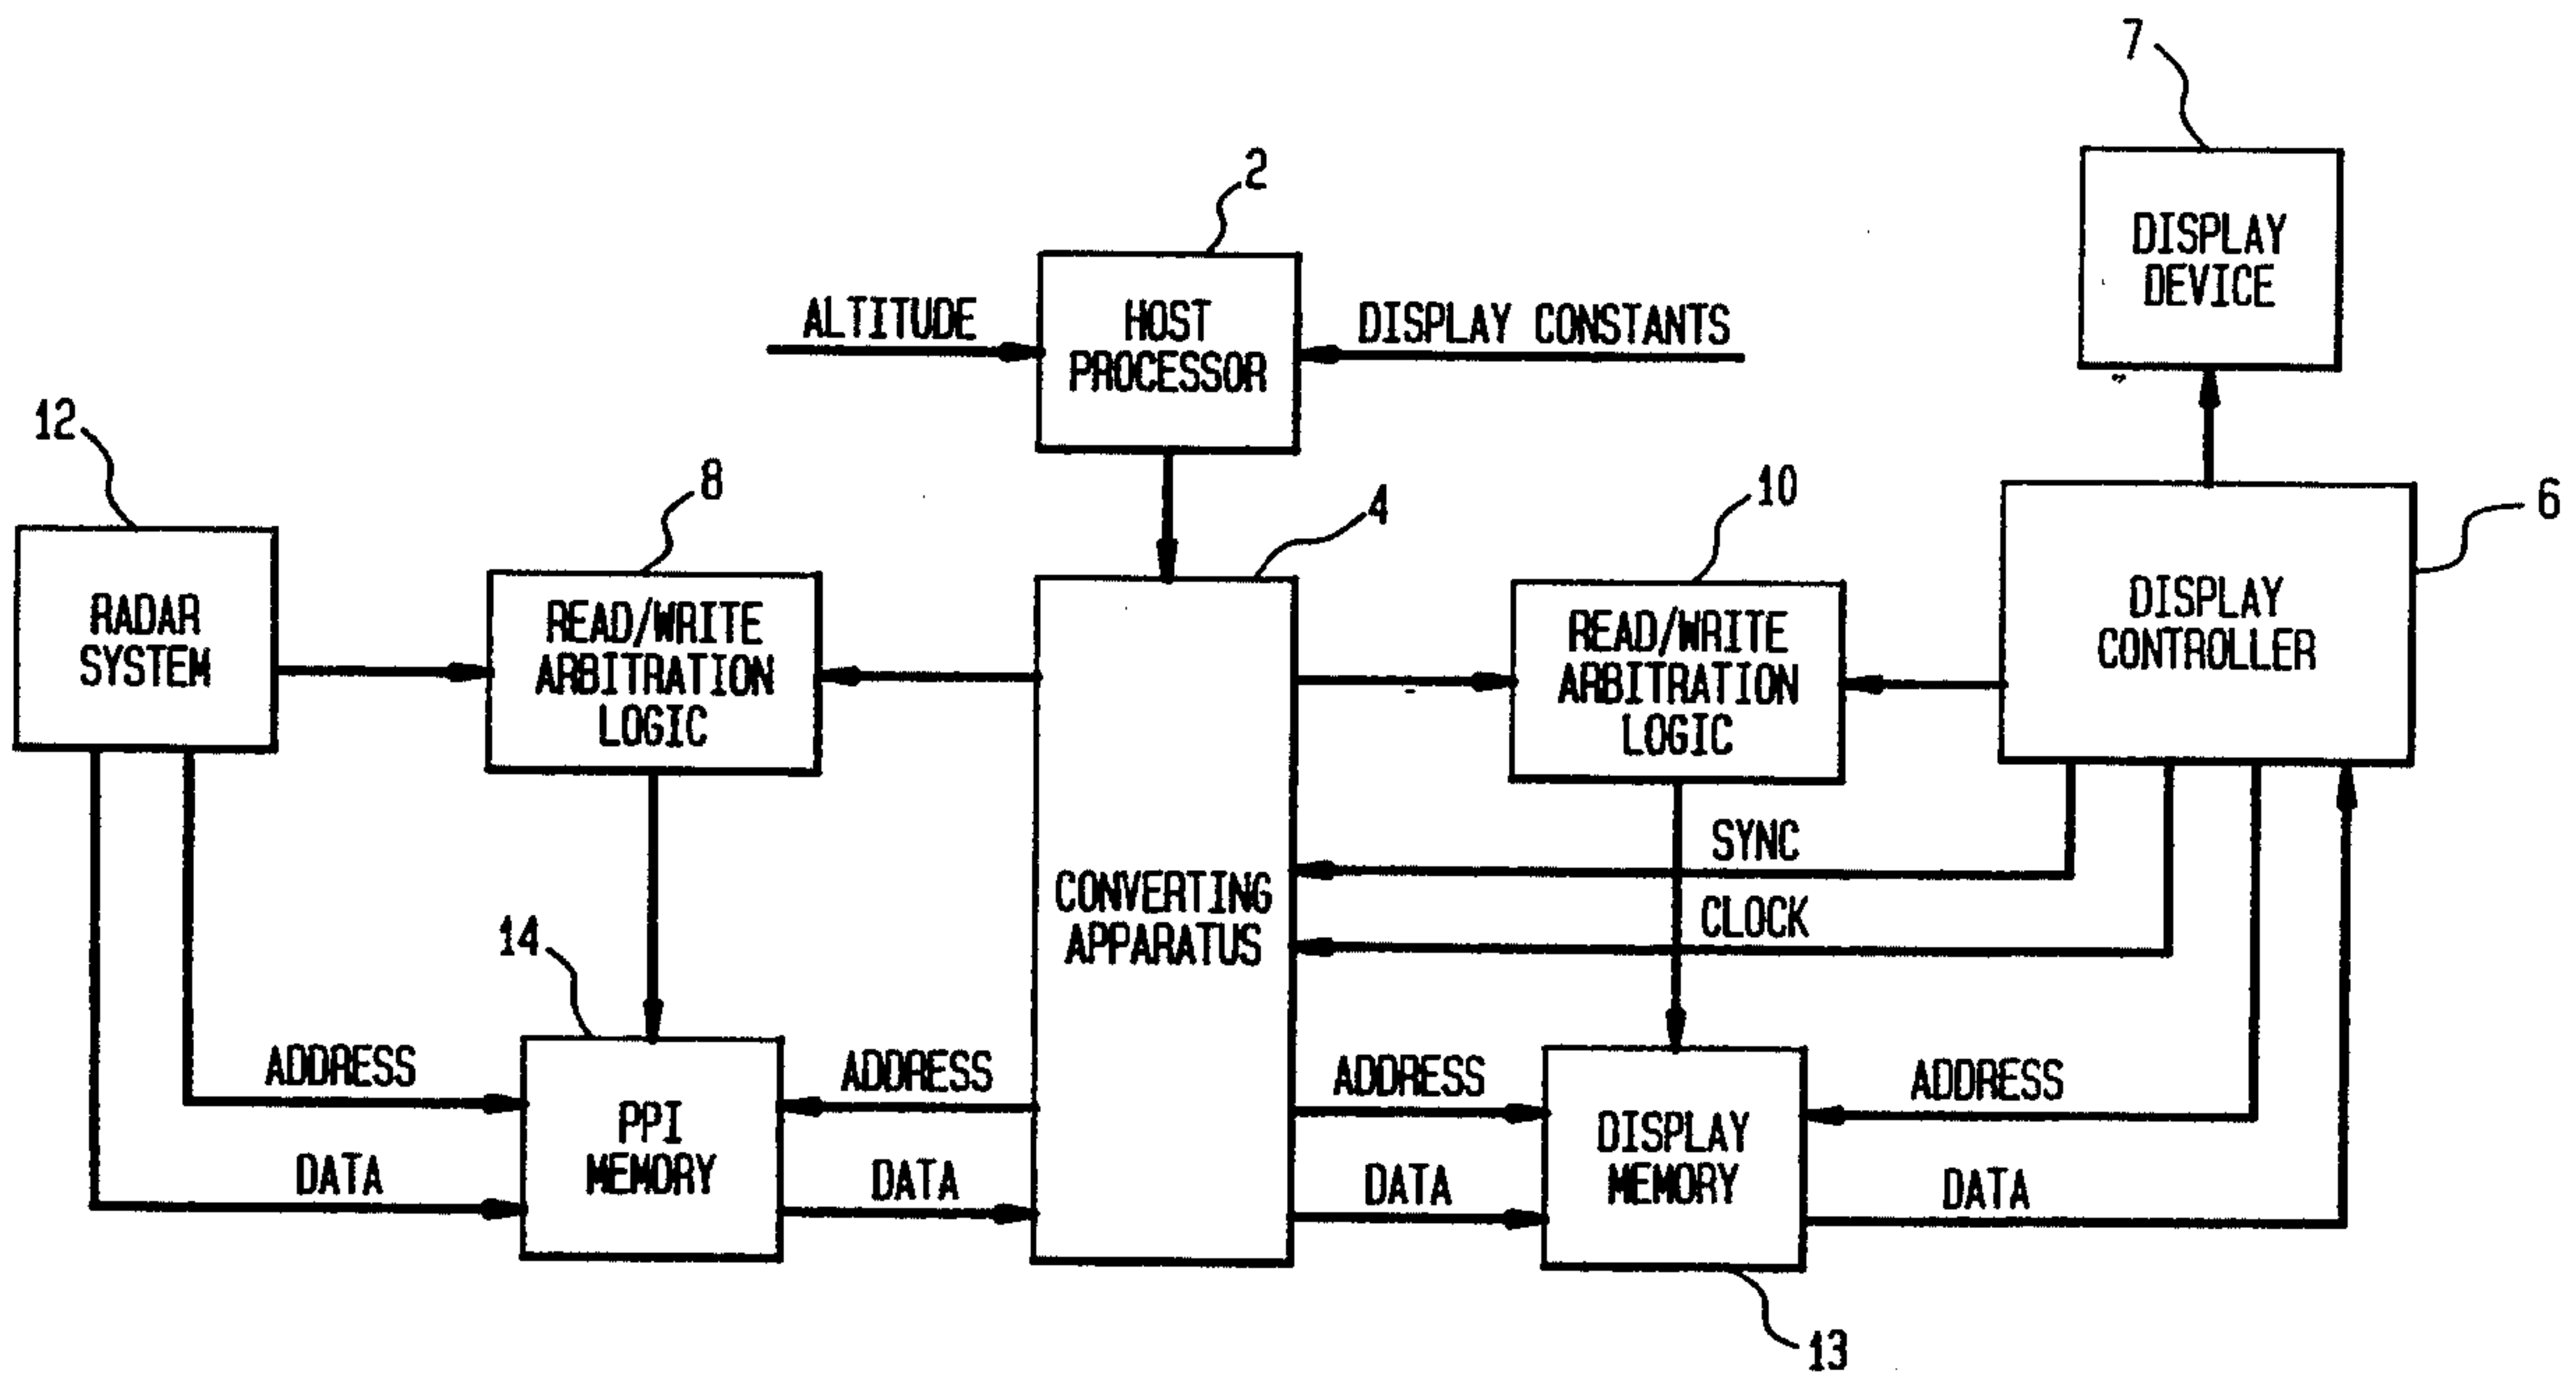 7
DISPLAY
DEVICE
2
HOST
PROCESSOR
ALTITUDE
DISPLAY CONSTANTS
12
RADAR
SYSTEM
8
READ/WRITE
ARBITRATION
LOGIC
4
CONVERTING
APPARATUS
10
READ/WRITE
ARBITRATION
LOGIC
6
DISPLAY
CONTROLLER
SYNC
CLOCK
14
PPI
MEMORY
ADDRESS
DATA
ADDRESS
DATA
ADDRESS
DATA
DISPLAY
MEMORY
13
ADDRESS
DATA